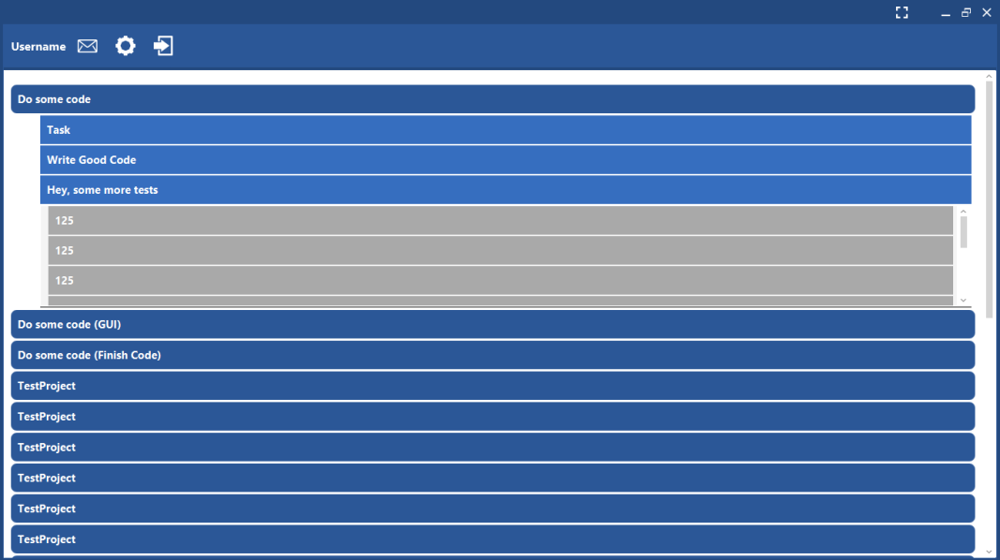 Username
Do some code
Task
Write Good Code
Hey, some more tests
125
125
125
Do some code (GUI)
Do some code (Finish Code)
TestProject
TestProject
TestProject
TestProject
TestProject
TestProject